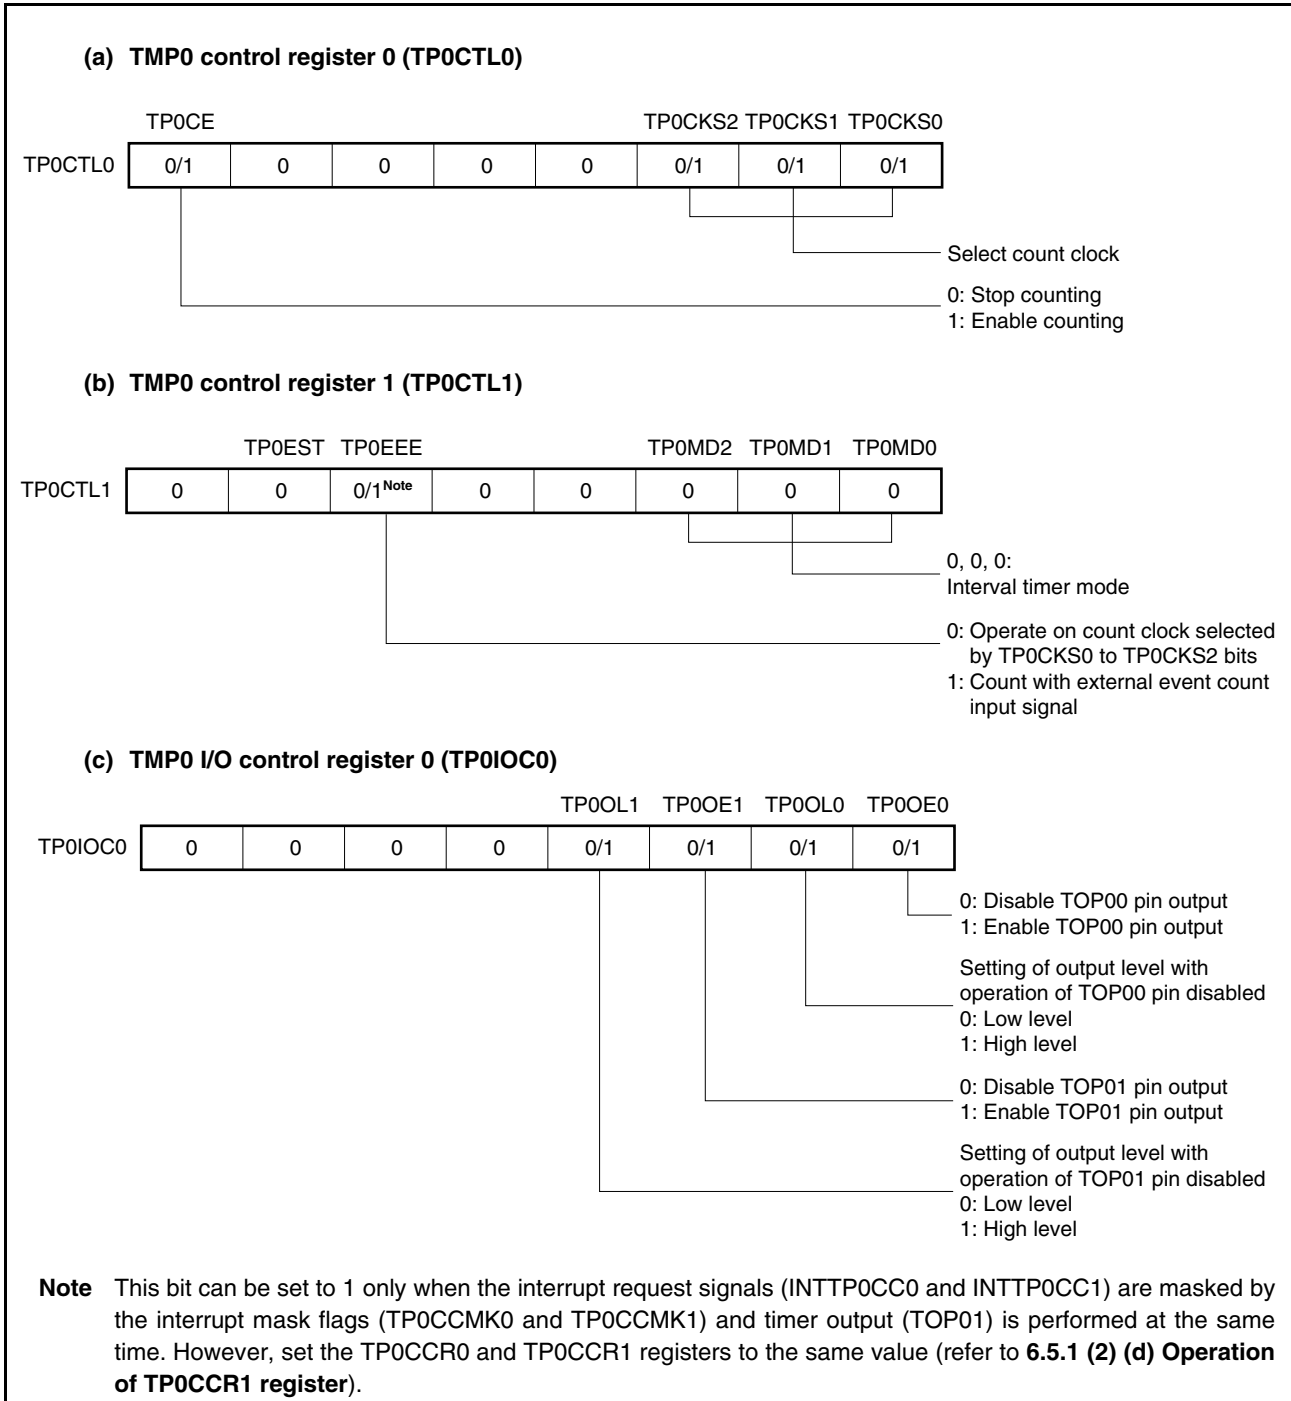 (a) TMP0 control register 0 (TP0CTL0)
TP0CE TP0CKS2 TP0CKS1 TP0CKS0
TP0CTL0 0/1 0 0 0 0 0/1 0/1 0/1
Select count clock
0: Stop counting
1: Enable counting
(b) TMP0 control register 1 (TP0CTL1)
TP0EST TP0EEE TP0MD2 TP0MD1 TP0MD0
TP0CTL1 0 0 0/1Note 0 0 0 0 0
0, 0, 0:
Interval timer mode
0: Operate on count clock selected
by TP0CKS0 to TP0CKS2 bits
1: Count with external event count
input signal
(c) TMP0 I/O control register 0 (TP0IOC0)
TP0OL1 TP0OE1 TP0OL0 TP0OE0
TP0IOC0 0 0 0 0 0/1 0/1 0/1 0/1
0: Disable TOP00 pin output
1: Enable TOP00 pin output
Setting of output level with
operation of TOP00 pin disabled
0: Low level
1: High level
0: Disable TOP01 pin output
1: Enable TOP01 pin output
Setting of output level with
operation of TOP01 pin disabled
0: Low level
1: High level
Note This bit can be set to 1 only when the interrupt request signals (INTTP0CC0 and INTTP0CC1) are masked by
the interrupt mask flags (TP0CCMK0 and TP0CCMK1) and timer output (TOP01) is performed at the same
time. However, set the TP0CCR0 and TP0CCR1 registers to the same value (refer to 6.5.1 (2) (d) Operation
of TP0CCR1 register).